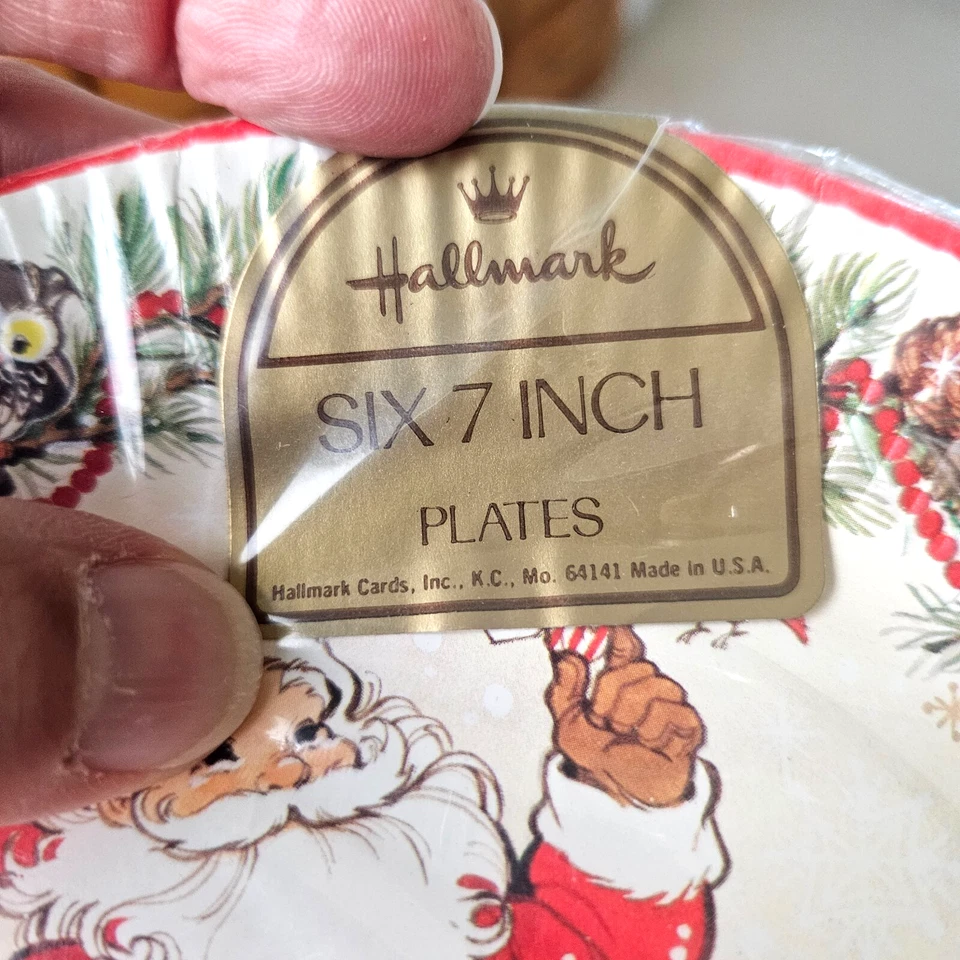 Hallmark
SIX 7 INCH
PLATES
Hallmark Cards, Inc., K.C., Mo. 64141 Made in U.S.A.